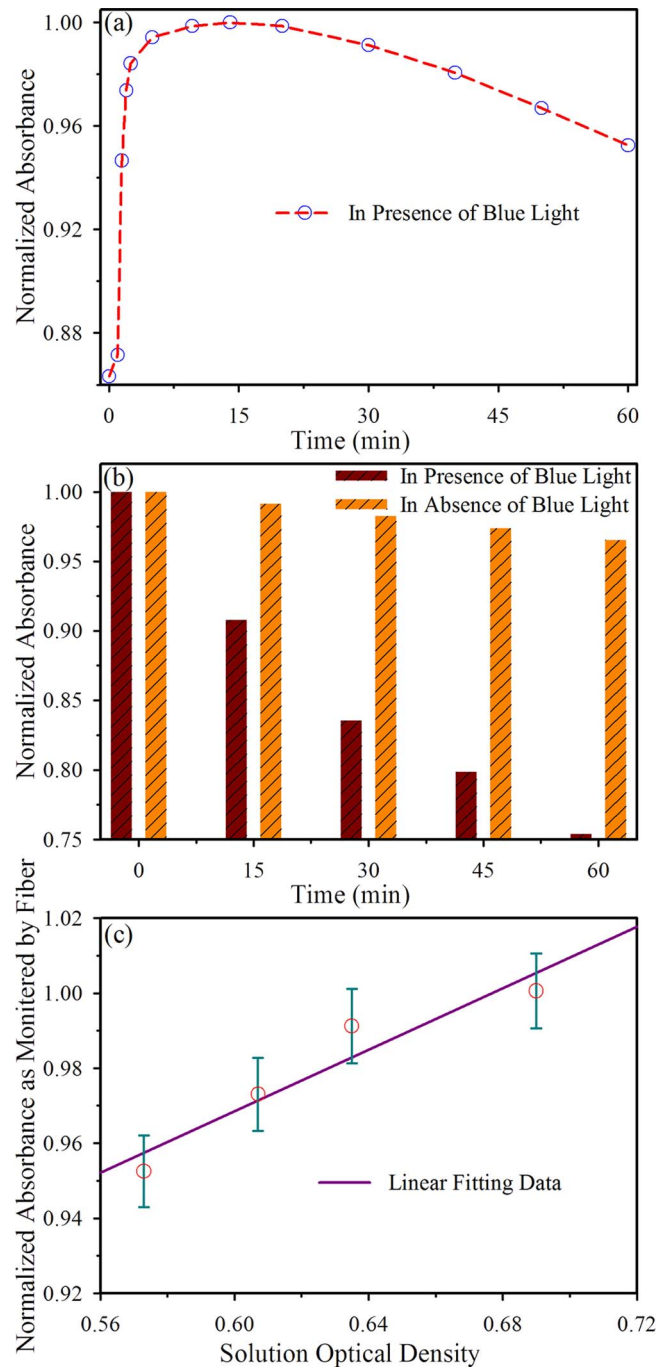 (a)
Normalized Absorbance
1.00
0.96
0.92
0.88
In Presence of Blue Light
0 15 30 45 60
Time (min)
(b)
Normalized Absorbance
In Presence of Blue Light
In Absence of Blue Light
1.00
0.95
0.90
0.85
0.80
0.75
0 15 30 45 60
Time (min)
(c)
Normalized Absorbance as Monitered by Fiber
1.02
1.00
0.98
0.96
0.94
0.92
Linear Fitting Data
0.56 0.60 0.64 0.68 0.72
Solution Optical Density